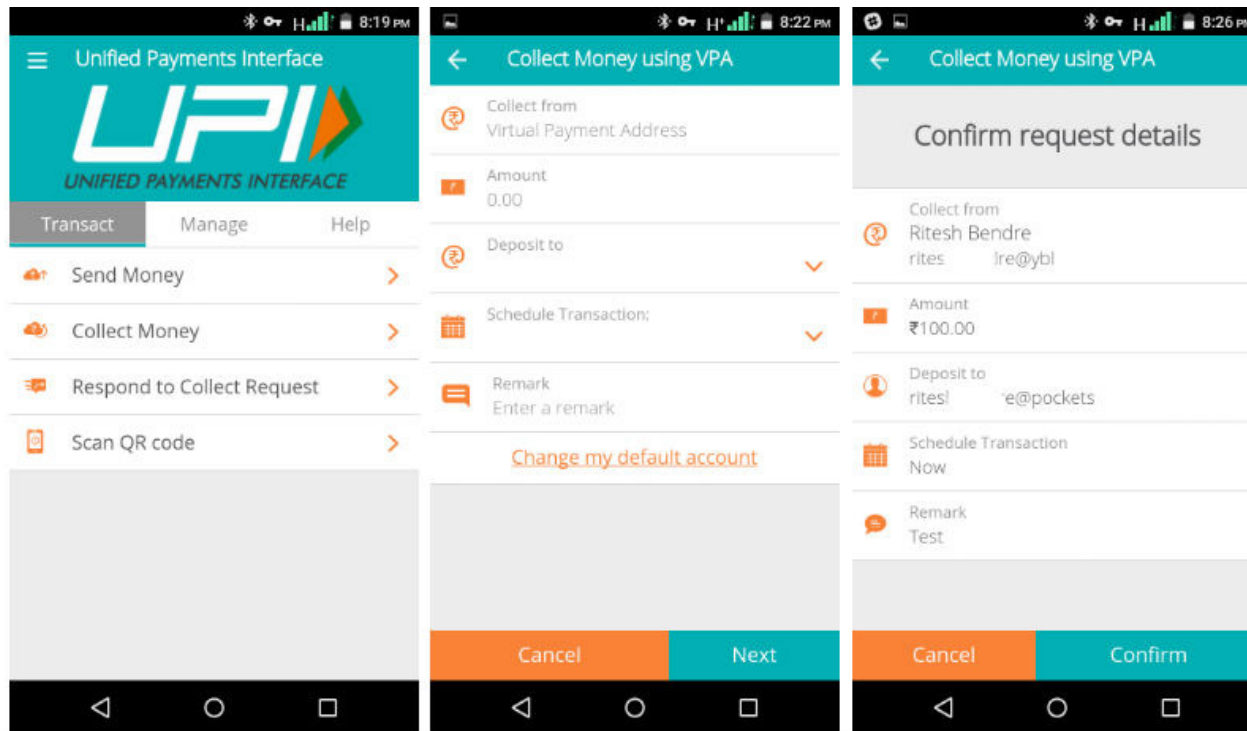 H 8:19 PM
Unified Payments Interface
UPI
UNIFIED PAYMENTS INTERFACE
Transact Manage Help
Send Money
Collect Money
Respond to Collect Request
Scan QR code
H+ 8:22 PM
Collect Money using VPA
Collect from
Virtual Payment Address
Amount
0.00
Deposit to
Schedule Transaction:
Remark
Enter a remark
Change my default account
Cancel Next
H 8:26 PM
Collect Money using VPA
Confirm request details
Collect from
Ritesh Bendre
rites lre@ybl
Amount
₹100.00
Deposit to
rites e@pockets
Schedule Transaction
Now
Remark
Test
Cancel Confirm